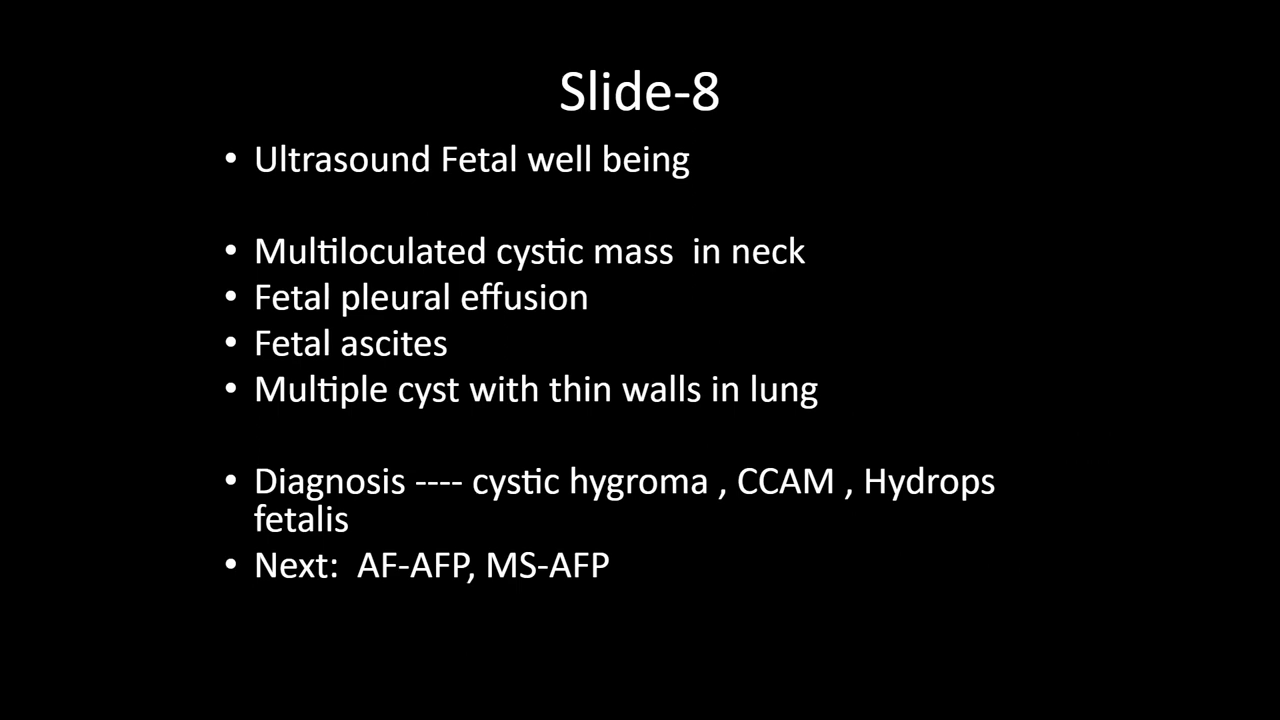 Slide-8
• Ultrasound Fetal well being
• Multiloculated cystic mass  in neck
• Fetal pleural effusion
• Fetal ascites
• Multiple cyst with thin walls in lung
• Diagnosis ---- cystic hygroma , CCAM , Hydrops
fetalis
• Next:  AF-AFP, MS-AFP